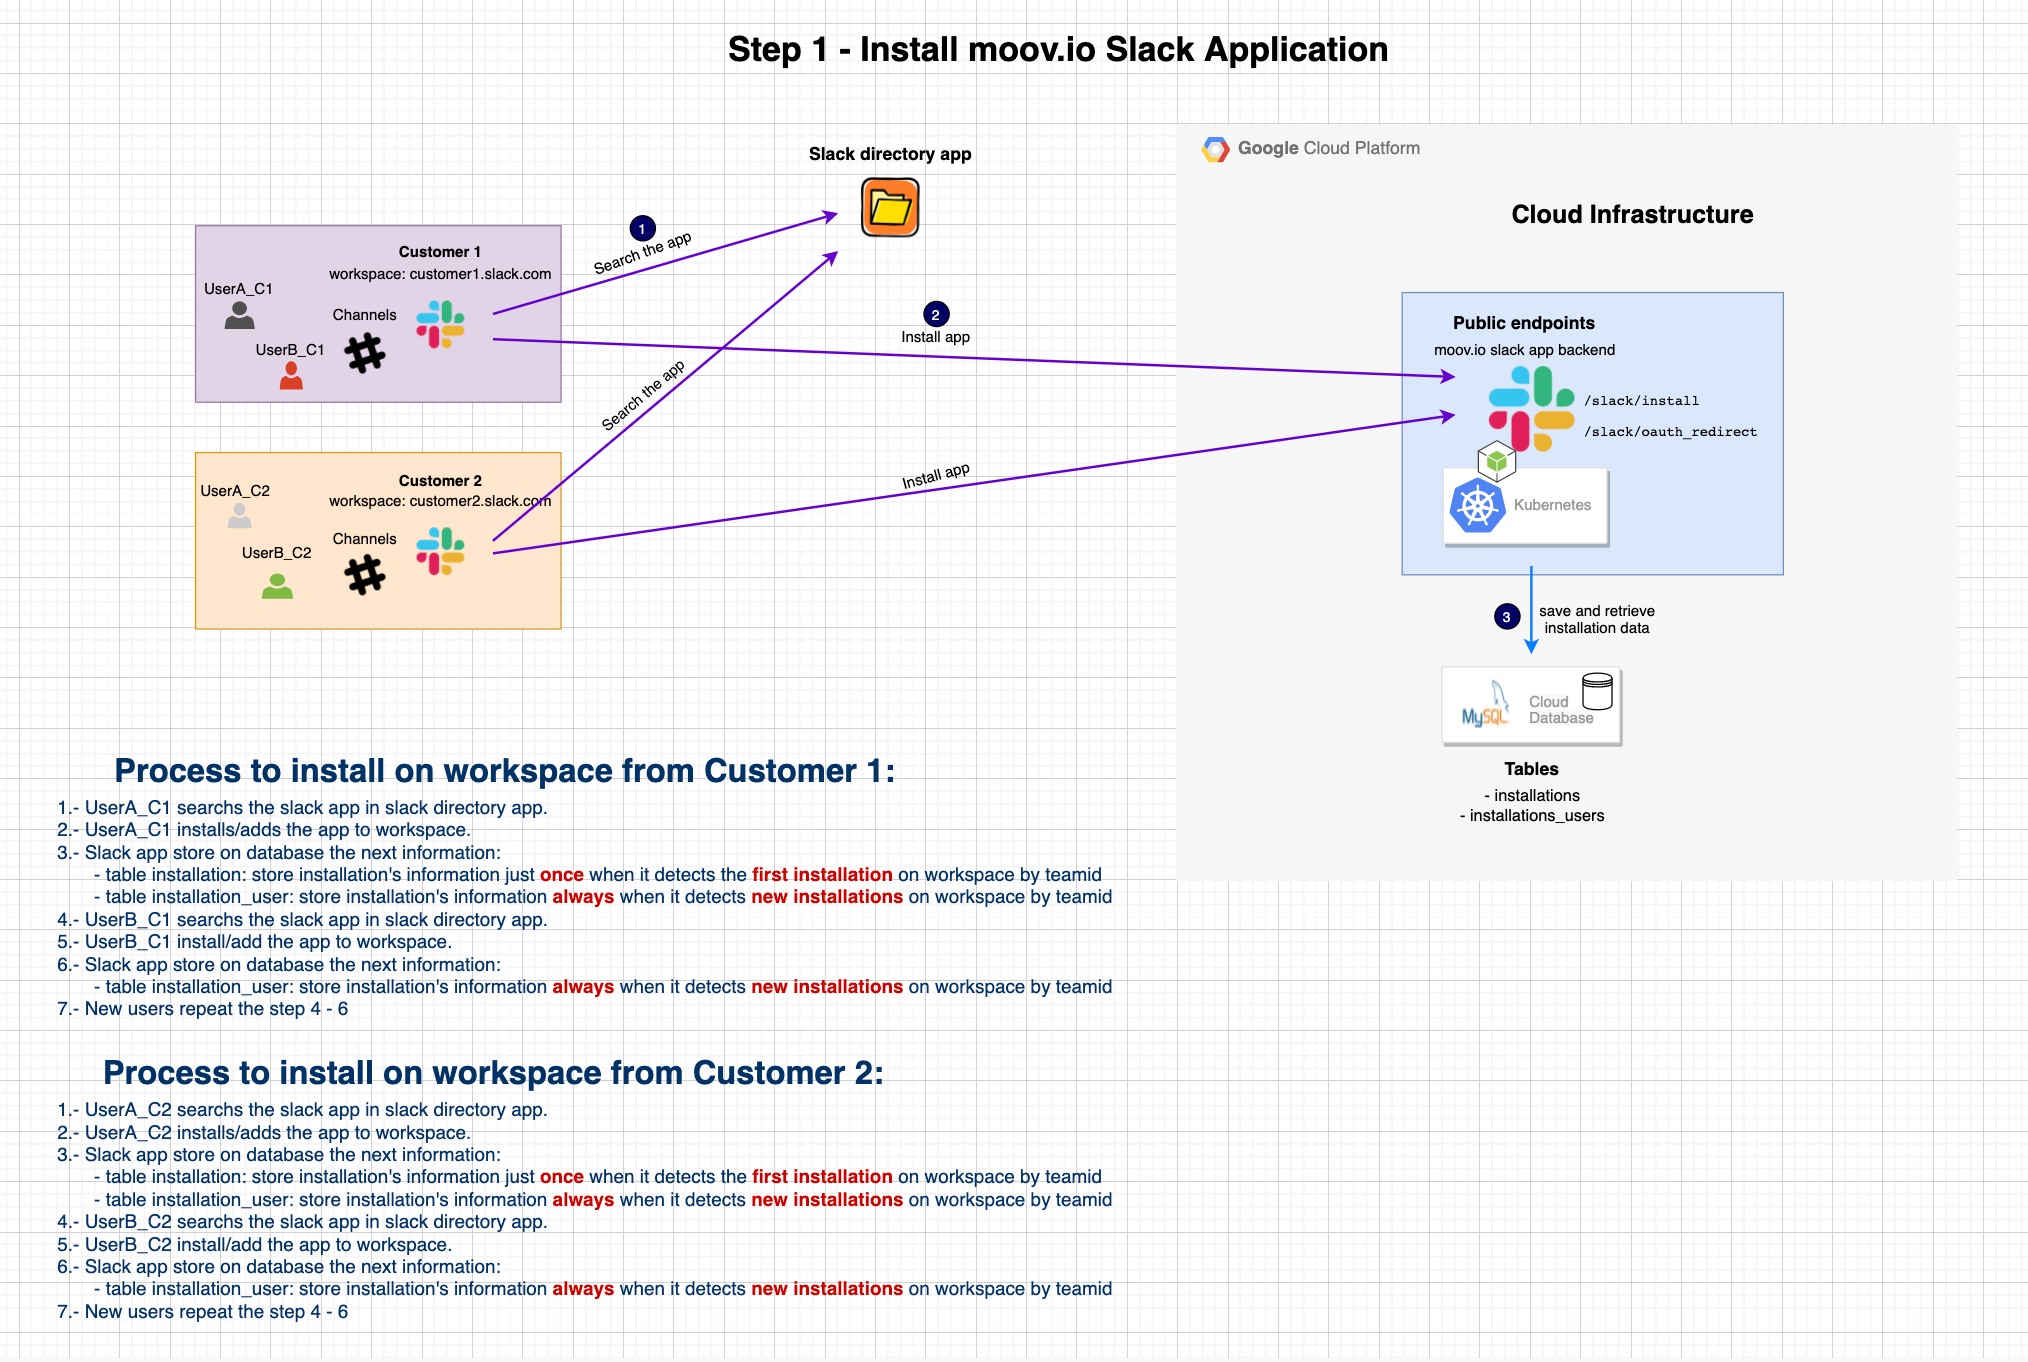 Step 1 - Install moov.io Slack Application
Slack directory app
1
Search the app
2
Install app
Search the app
Install app
Customer 1
workspace: customer1.slack.com
UserA_C1
Channels
UserB_C1
Customer 2
workspace: customer2.slack.com
UserA_C2
Channels
UserB_C2
Google Cloud Platform
Cloud Infrastructure
Public endpoints
moov.io slack app backend
/slack/install
/slack/oauth_redirect
Kubernetes
3
save and retrieve
installation data
MySQL
Cloud
Database
Tables
- installations
- installations_users
Process to install on workspace from Customer 1:
1.- UserA_C1 searchs the slack app in slack directory app.
2.- UserA_C1 installs/adds the app to workspace.
3.- Slack app store on database the next information:
- table installation: store installation's information just once when it detects the first installation on workspace by teamid
- table installation_user: store installation's information always when it detects new installations on workspace by teamid
4.- UserB_C1 searchs the slack app in slack directory app.
5.- UserB_C1 install/add the app to workspace.
6.- Slack app store on database the next information:
- table installation_user: store installation's information always when it detects new installations on workspace by teamid
7.- New users repeat the step 4 - 6
Process to install on workspace from Customer 2:
1.- UserA_C2 searchs the slack app in slack directory app.
2.- UserA_C2 installs/adds the app to workspace.
3.- Slack app store on database the next information:
- table installation: store installation's information just once when it detects the first installation on workspace by teamid
- table installation_user: store installation's information always when it detects new installations on workspace by teamid
4.- UserB_C2 searchs the slack app in slack directory app.
5.- UserB_C2 install/add the app to workspace.
6.- Slack app store on database the next information:
- table installation_user: store installation's information always when it detects new installations on workspace by teamid
7.- New users repeat the step 4 - 6